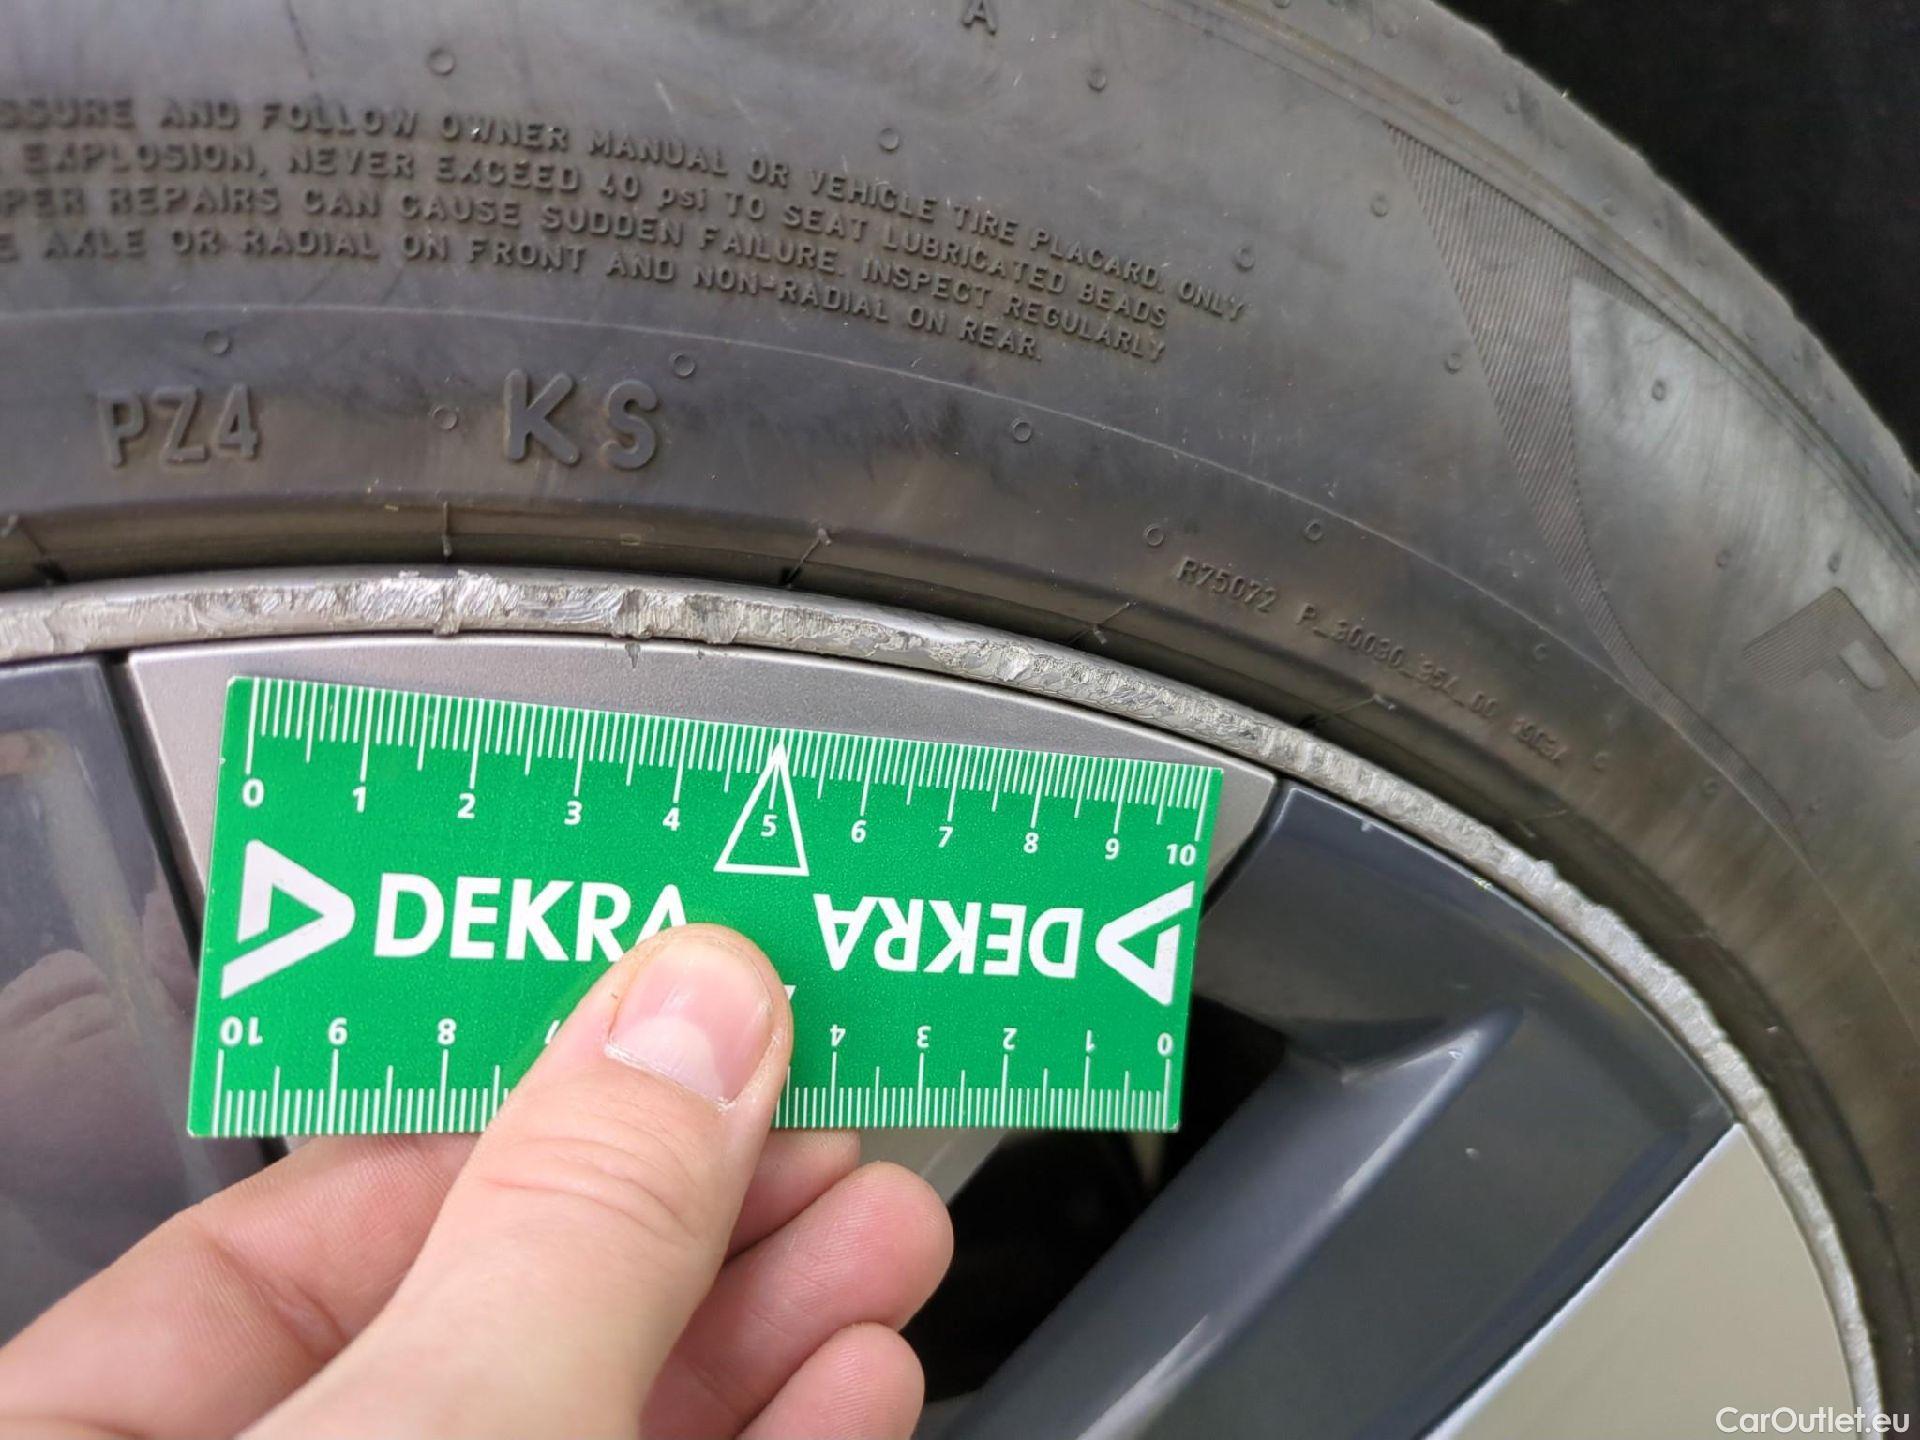 A
SSURE AND FOLLOW OWNER MANUAL OR VEHICLE TIRE PLACARD. ONLY
EXPLOSION, NEVER EXCEED 40 psi TO SEAT LUBRICATED BEADS
PER REPAIRS CAN CAUSE SUDDEN FAILURE. INSPECT REGULARLY
E AXLE OR RADIAL ON FRONT AND NON-RADIAL ON REAR.
PZ4 KS
R75072
P
0 1 2 3 4 5 6 7 8 9 10
DEKRA DEKRA
10 9 8 7 4 3 2 1 0
CarOutlet.eu